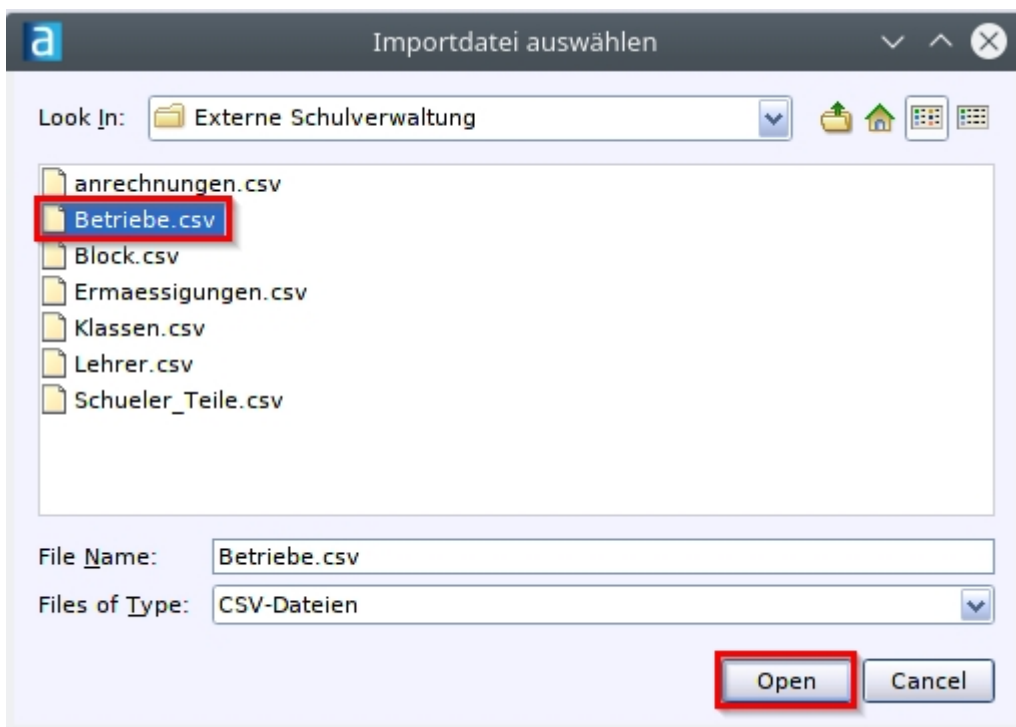 a Importdatei auswählen
Look In: Externe Schulverwaltung
anrechnungen.csv
Betriebe.csv
Block.csv
Ermaessigungen.csv
Klassen.csv
Lehrer.csv
Schueler_Teile.csv
File Name: Betriebe.csv
Files of Type: CSV-Dateien
Open Cancel